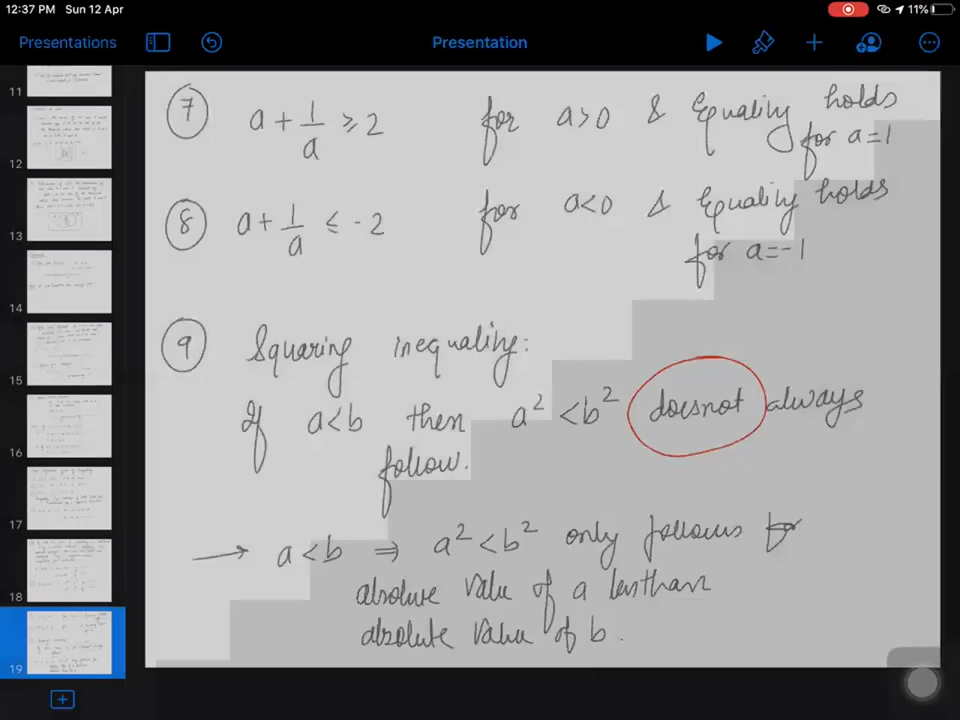 12:37 PM Sun 12 Apr
11%
Presentations
Presentation
11
12
13
14
15
16
17
18
19
7 a + 1/a ≥ 2 for a>0 & Equality holds
for a=1
8 a + 1/a ≤ -2 for a<0 & Equality holds
for a=-1
9 Squaring inequality:
If a<b then a² < b² doesnot always
follow.
→ a < b ⇒ a² < b² only follows for
absolute value of a lessthan
absolute value of b.